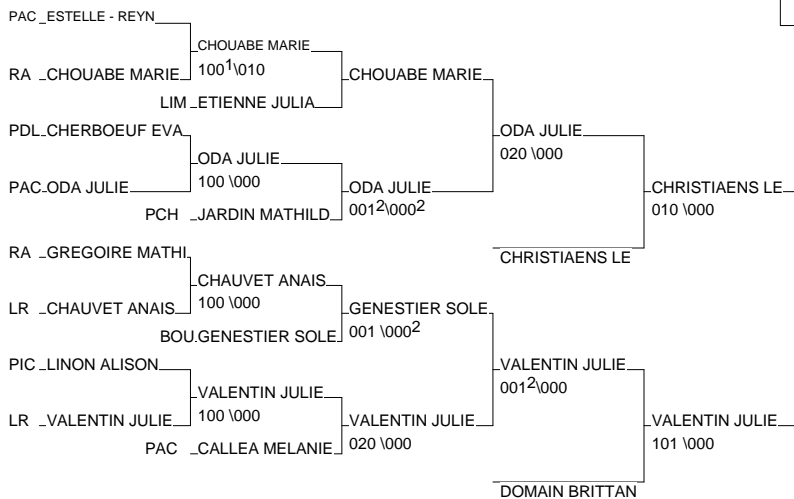 PAC ESTELLE - REYN
CHOUABE MARIE
100¹\010
RA CHOUABE MARIE
CHOUABE MARIE
LIM ETIENNE JULIA
PDL CHERBOEUF EVA
ODA JULIE
020 \000
ODA JULIE
100 \000
PAC ODA JULIE
ODA JULIE
001²\000²
CHRISTIAENS LE
010 \000
PCH JARDIN MATHILD
RA GREGOIRE MATHI
CHRISTIAENS LE
CHAUVET ANAIS
100 \000
LR CHAUVET ANAIS
GENESTIER SOLE
001 \000²
BOU GENESTIER SOLE
PIC LINON ALISON
VALENTIN JULIE
001²\000
VALENTIN JULIE
100 \000
LR VALENTIN JULIE
VALENTIN JULIE
020 \000
VALENTIN JULIE
101 \000
PAC CALLEA MELANIE
DOMAIN BRITTAN